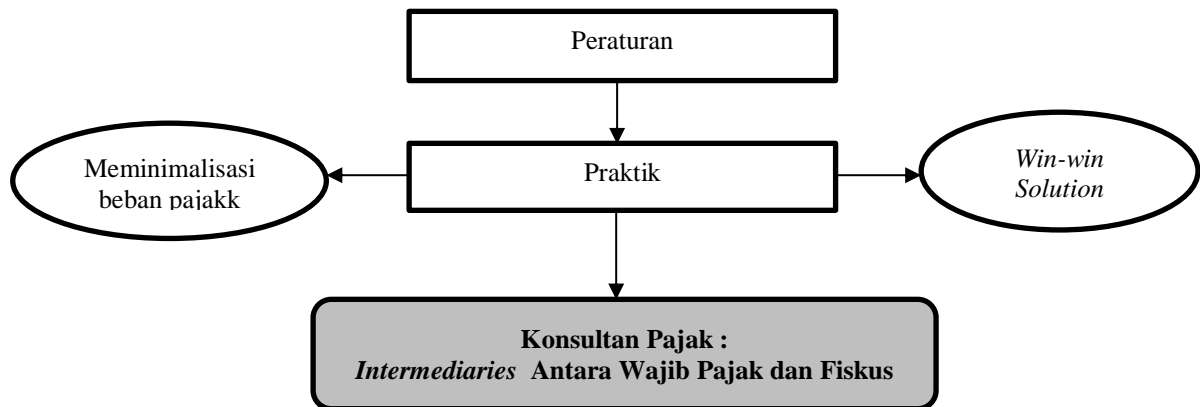 Peraturan
Meminimalisasi
beban pajakk
Praktik
Win-win
Solution
Konsultan Pajak :
Intermediaries Antara Wajib Pajak dan Fiskus